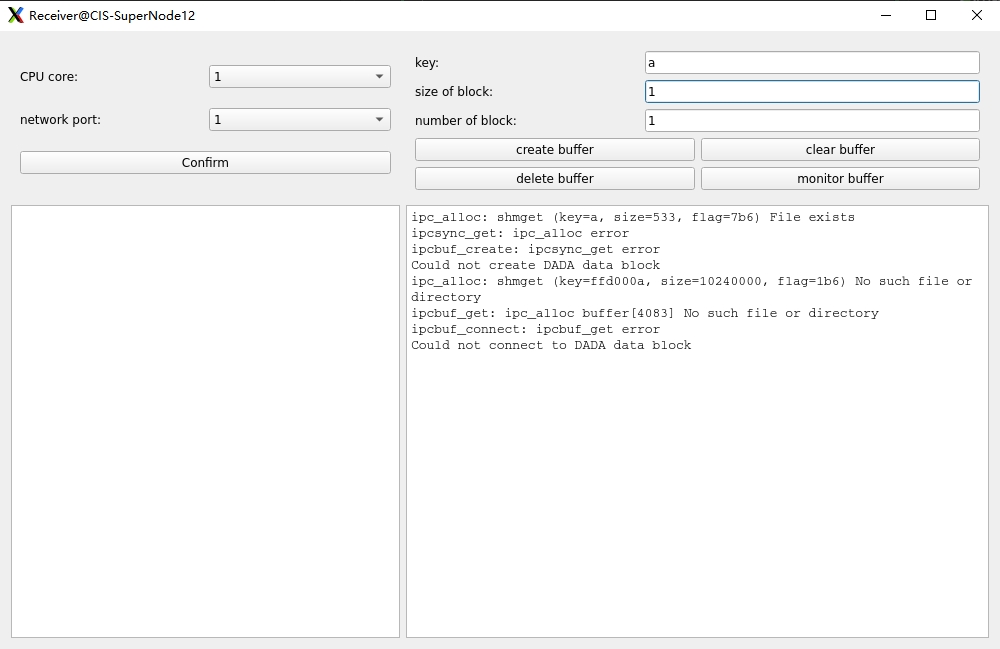 Receiver@CIS-SuperNode12
CPU core:
1
network port:
1
Confirm
key:
a
size of block:
1
number of block:
1
create buffer
clear buffer
delete buffer
monitor buffer
ipc_alloc: shmget (key=a, size=533, flag=7b6) File exists
ipcsync_get: ipc_alloc error
ipcbuf_create: ipcsync_get error
Could not create DADA data block
ipc_alloc: shmget (key=ffd000a, size=10240000, flag=1b6) No such file or
directory
ipcbuf_get: ipc_alloc buffer[4083] No such file or directory
ipcbuf_connect: ipcbuf_get error
Could not connect to DADA data block